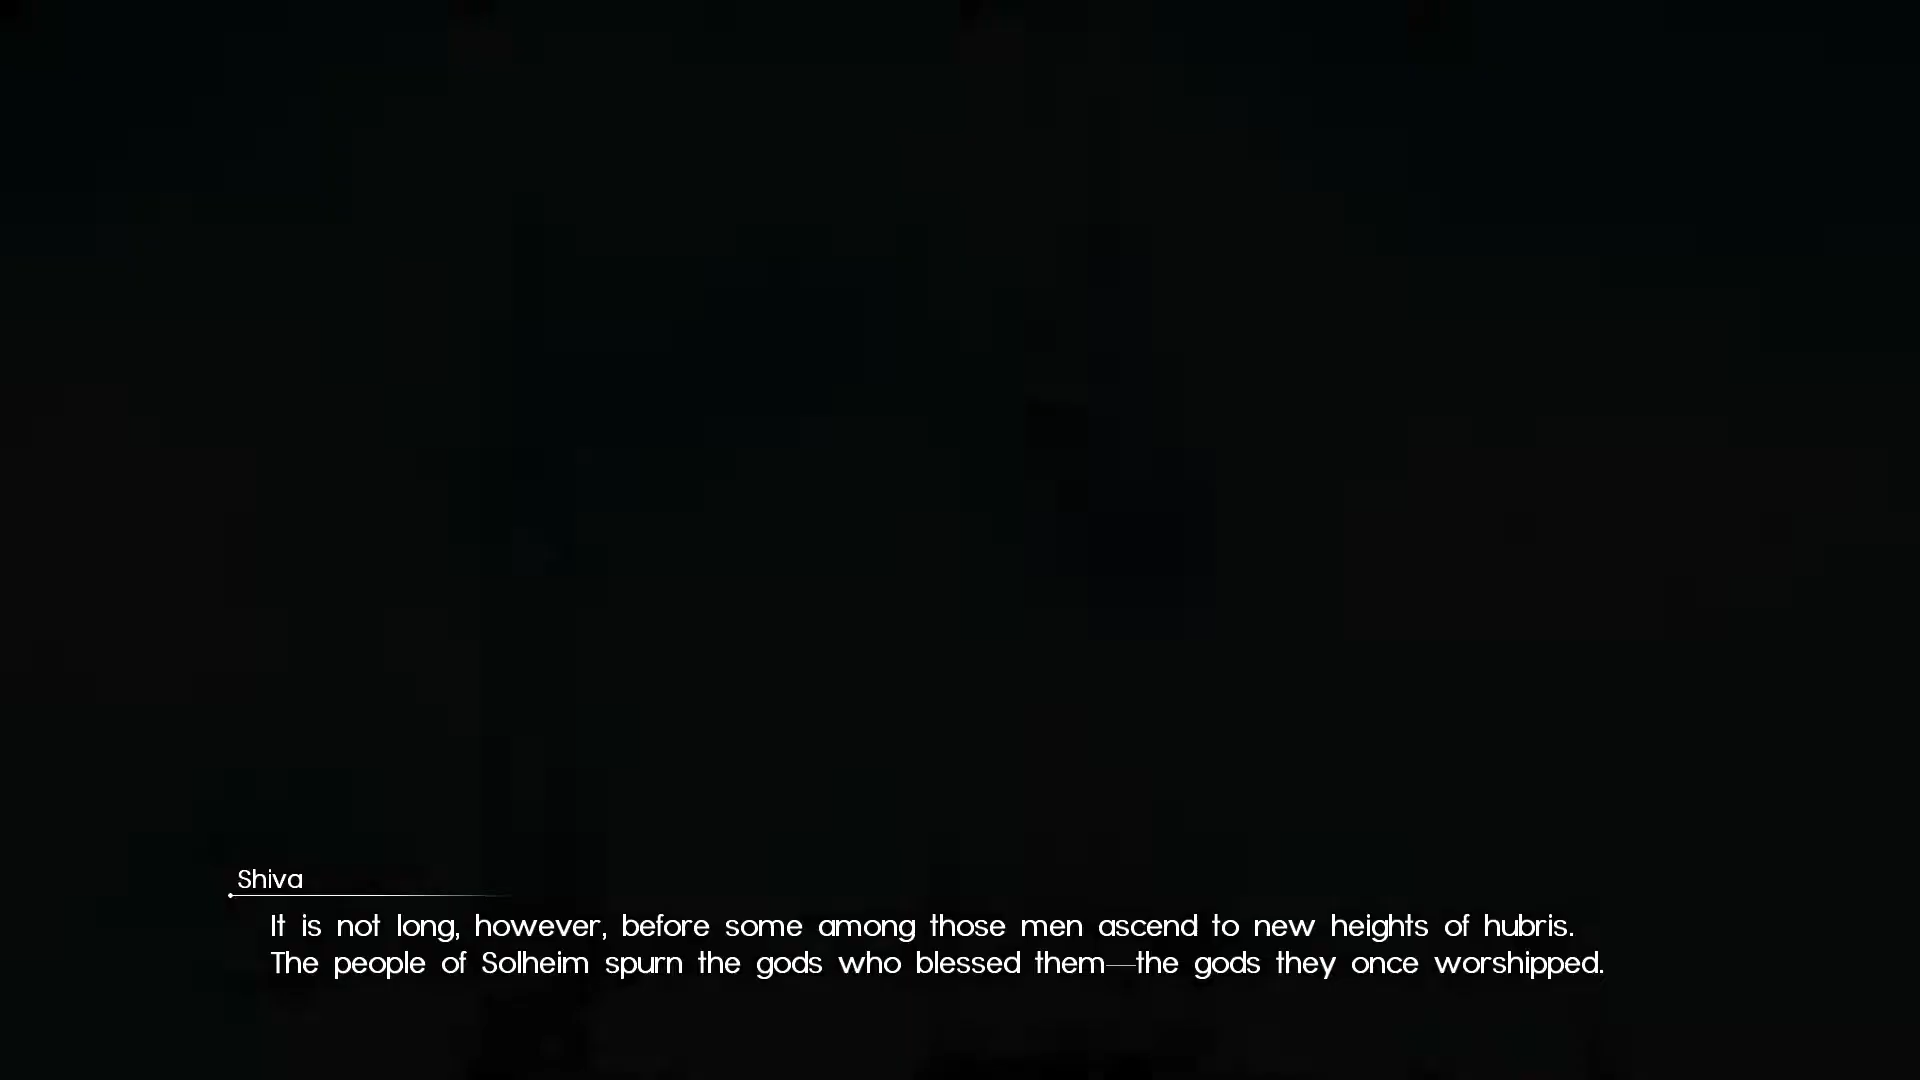 Shiva
It is not long, however, before some among those men ascend to new heights of hubris.
The people of Solheim spurn the gods who blessed them—the gods they once worshipped.